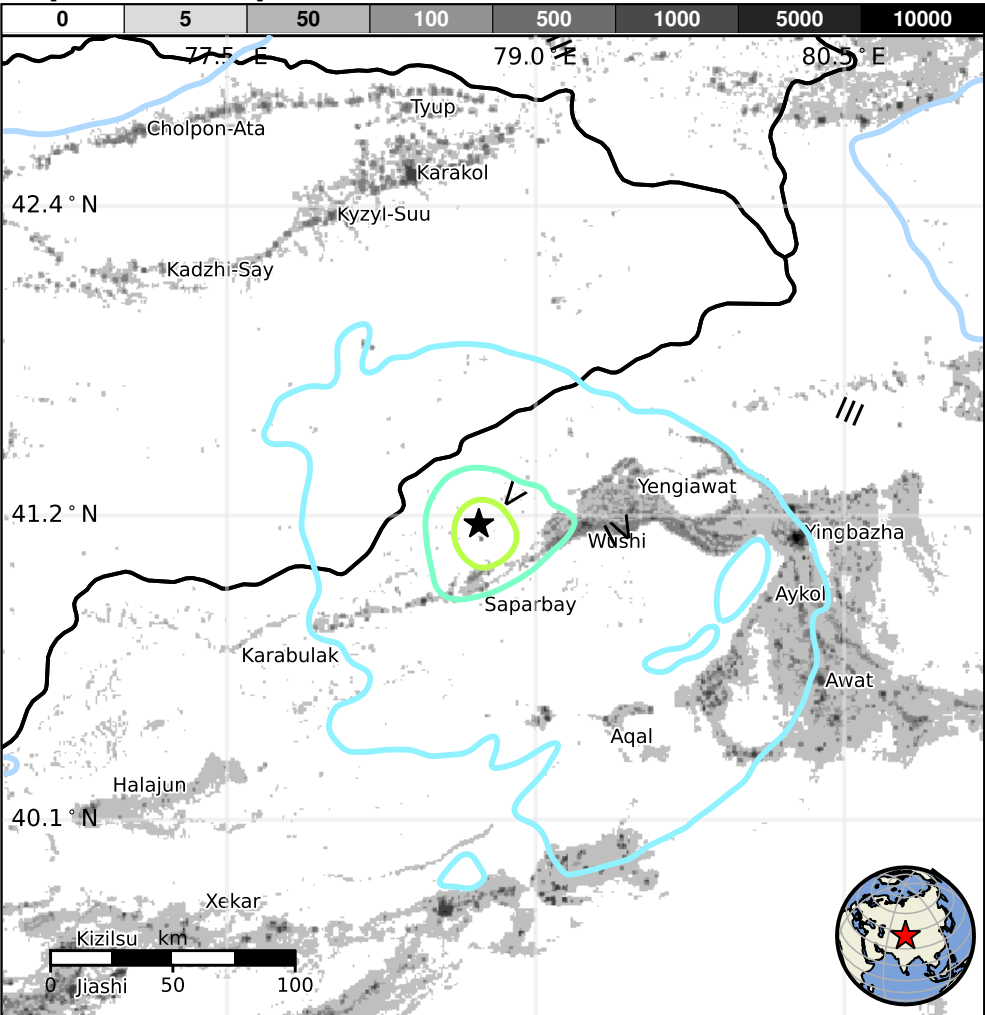 0 5 50 100 500 1000 5000 10000
77.5°E 79.0°E 80.5°E
III
Tyup
Cholpon-Ata
Karakol
42.4°N
Kyzyl-Suu
Kadzhi-Say
III
Yengiawat
V
41.2°N
IV
Wushi
Yingbazha
Aykol
Saparbay
Karabulak
Awat
Aqal
Halajun
40.1°N
Xekar
Kizilsu
km
0 50 100
Jiashi